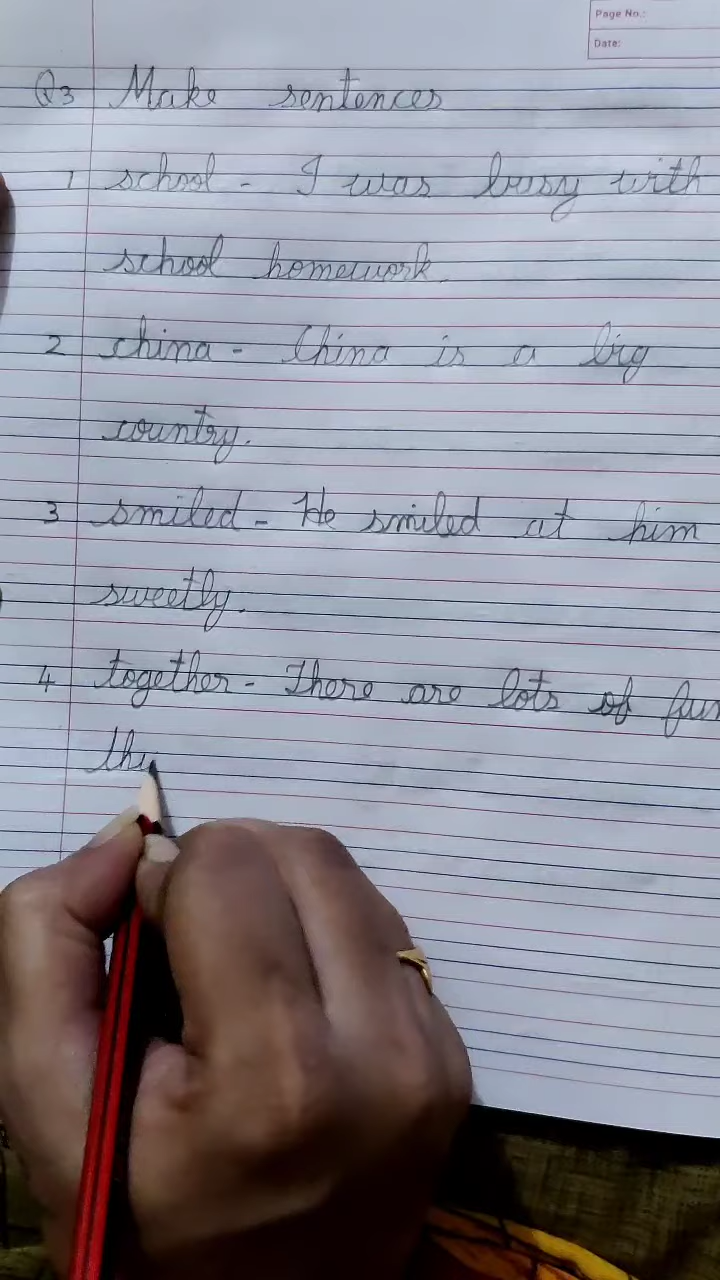 Page No.:
Date:
Q3 Make sentences
1 school - I was busy with
school homework.
2 china - China is a big
country.
3 smiled - He smiled at him
sweetly.
4 together - There are lots of fun
thi